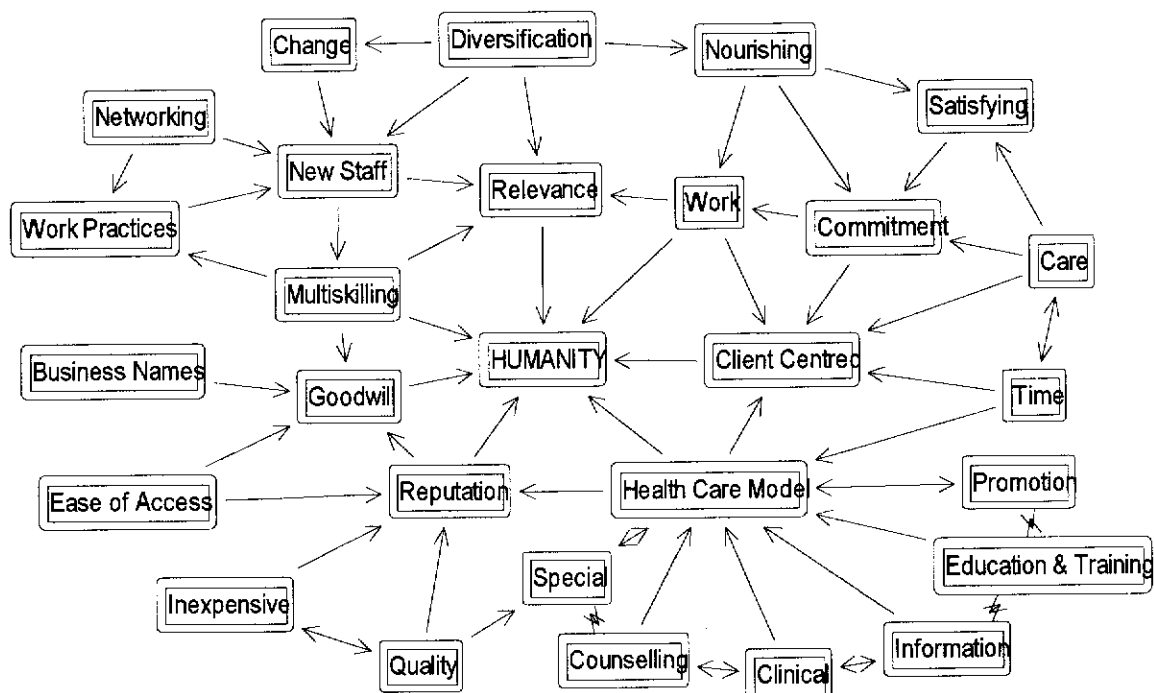 Change
Diversification
Nourishing
Networking
Satisfying
New Staff
Relevance
Work
Work Practices
Commitment
Care
Multiskilling
Business Names
HUMANITY
Client Centred
Goodwill
Time
Ease of Access
Reputation
Health Care Model
Promotion
Education & Training
Special
Inexpensive
Quality
Counselling
Clinical
Information